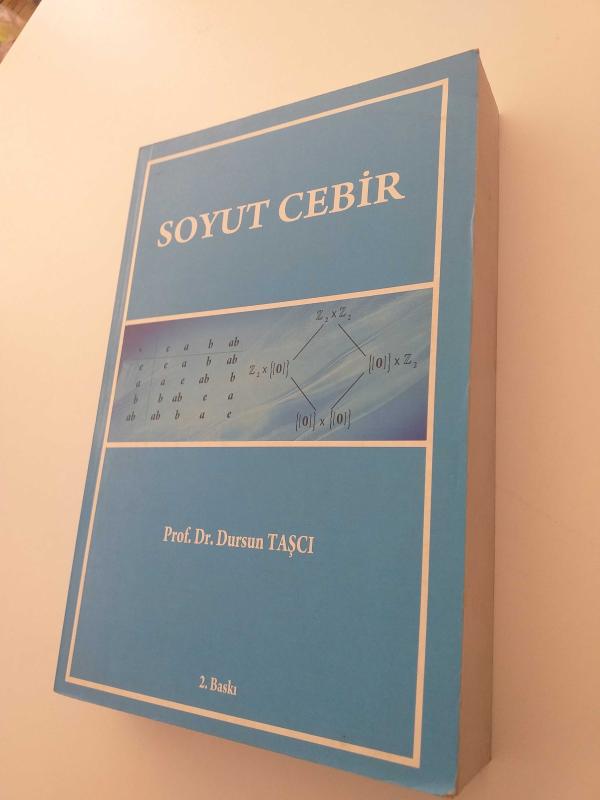 SOYUT CEBİR
ℤ₂ x ℤ₂
ℤ₂ x {(0)}
{(0)} x ℤ₂
{(0)} x {(0)}
e a b ab
e e a b ab
a a e ab b
b b ab e a
ab ab b a e
Prof. Dr. Dursun TAŞCI
2. Baskı